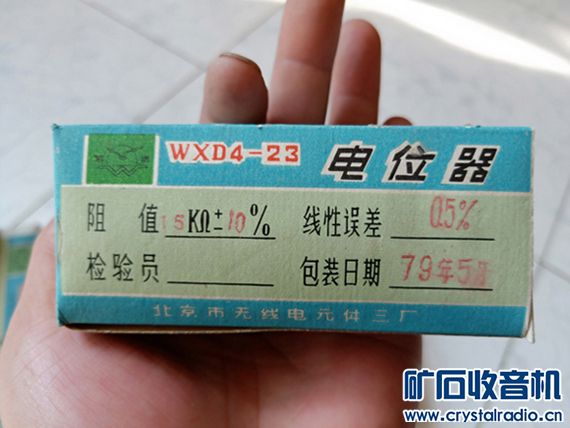 WXD4-23 电位器
阻值 15KΩ±10% 线性误差 0.5%
检验员 包装日期 79年5月
北京市无线电元件三厂
矿石收音机
www.crystalradio.cn